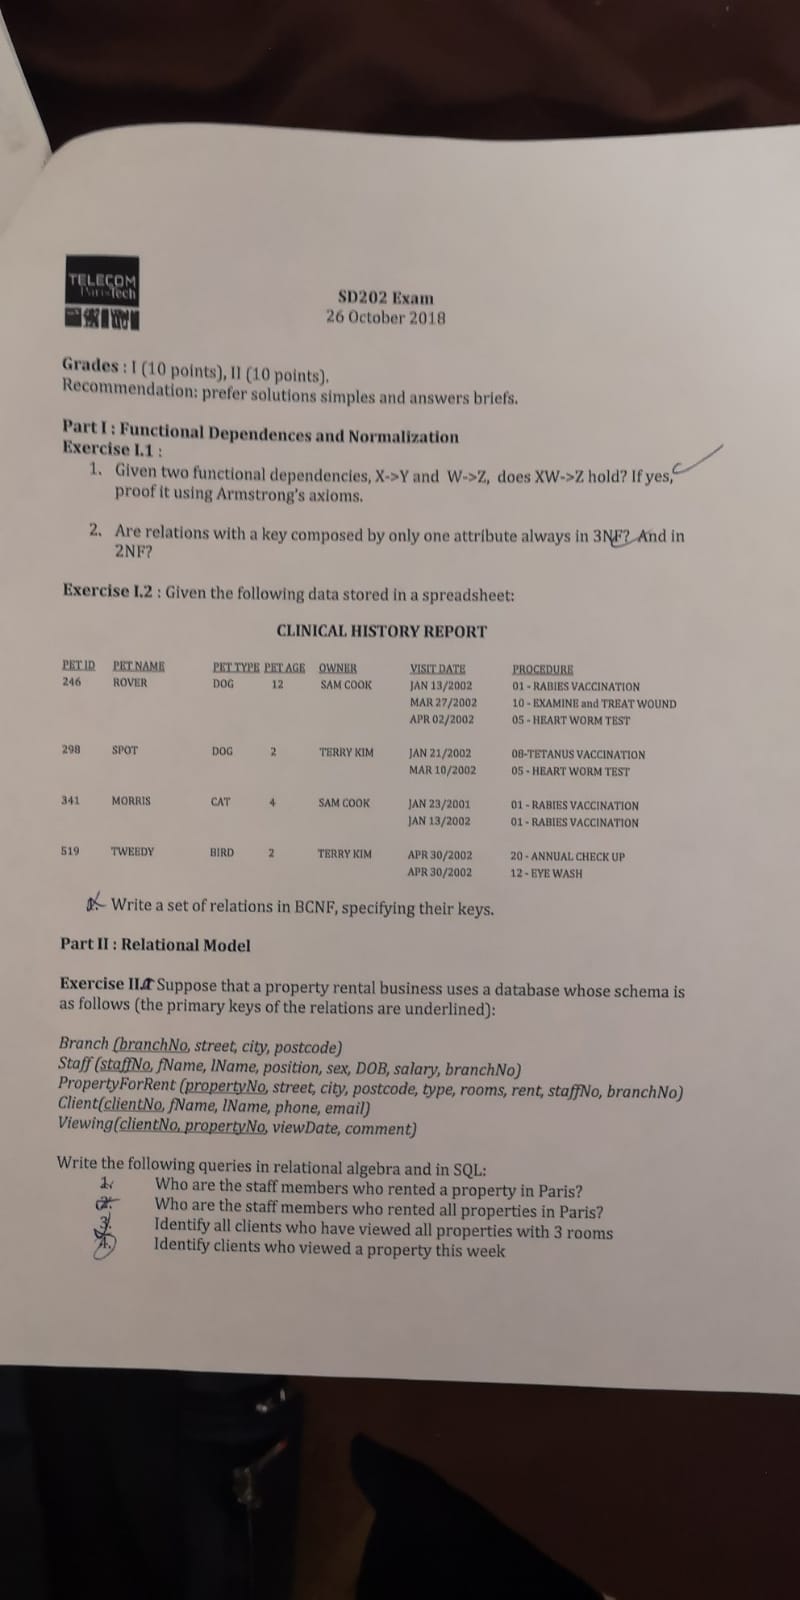 TELECOM
ParisTech
SD202 Exam
26 October 2018
Grades : I (10 points), II (10 points).
Recommendation: prefer solutions simples and answers briefs.
Part I : Functional Dependences and Normalization
Exercise I.1 :
1. Given two functional dependencies, X->Y and W->Z, does XW->Z hold? If yes,
proof it using Armstrong's axioms.
2. Are relations with a key composed by only one attribute always in 3NF? And in
2NF?
Exercise I.2 : Given the following data stored in a spreadsheet:
CLINICAL HISTORY REPORT
PET ID PET NAME PET TYPE PET AGE OWNER VISIT DATE PROCEDURE
246 ROVER DOG 12 SAM COOK JAN 13/2002 01 - RABIES VACCINATION
MAR 27/2002 10 - EXAMINE and TREAT WOUND
APR 02/2002 05 - HEART WORM TEST
298 SPOT DOG 2 TERRY KIM JAN 21/2002 08-TETANUS VACCINATION
MAR 10/2002 05 - HEART WORM TEST
341 MORRIS CAT 4 SAM COOK JAN 23/2001 01 - RABIES VACCINATION
JAN 13/2002 01 - RABIES VACCINATION
519 TWEEDY BIRD 2 TERRY KIM APR 30/2002 20 - ANNUAL CHECK UP
APR 30/2002 12 - EYE WASH
Write a set of relations in BCNF, specifying their keys.
Part II : Relational Model
Exercise II.1 Suppose that a property rental business uses a database whose schema is
as follows (the primary keys of the relations are underlined):
Branch (branchNo, street, city, postcode)
Staff (staffNo, fName, lName, position, sex, DOB, salary, branchNo)
PropertyForRent (propertyNo, street, city, postcode, type, rooms, rent, staffNo, branchNo)
Client(clientNo, fName, lName, phone, email)
Viewing(clientNo, propertyNo, viewDate, comment)
Write the following queries in relational algebra and in SQL:
1. Who are the staff members who rented a property in Paris?
2. Who are the staff members who rented all properties in Paris?
3. Identify all clients who have viewed all properties with 3 rooms
4. Identify clients who viewed a property this week